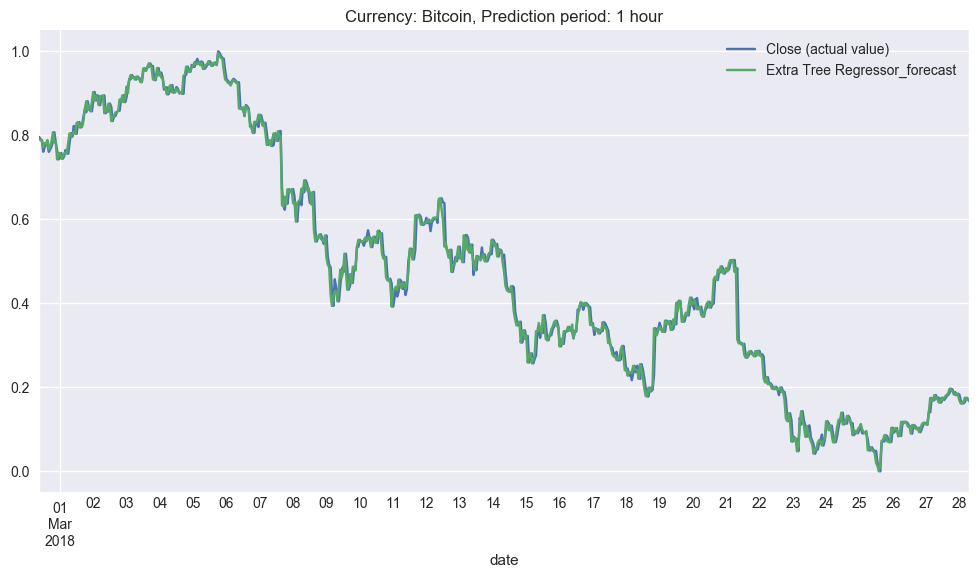 Currency: Bitcoin, Prediction period: 1 hour
Close (actual value)
Extra Tree Regressor_forecast
1.0
0.8
0.6
0.4
0.2
0.0
01 02 03 04 05 06 07 08 09 10 11 12 13 14 15 16 17 18 19 20 21 22 23 24 25 26 27 28
Mar
2018
date